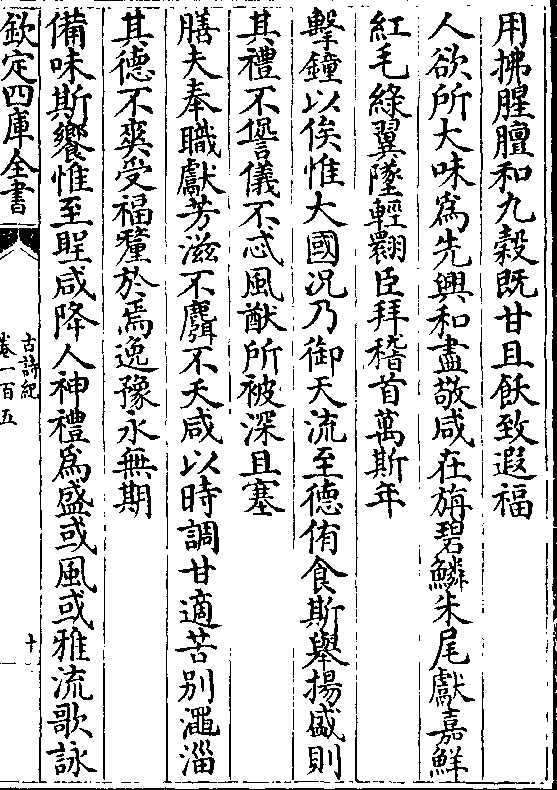 用拂腥膻和九穀既甘且飫致遐福
人欲所大味為先興和盡敬咸在旃碧鱗朱尾獻嘉鮮
紅毛綠翼墜輕翾臣拜稽首萬斯年
擊鐘以俟惟大國況乃御天流至德侑食斯舉揚盛則
其禮不諐儀不忒風猷所被深且塞
膳夫奉職獻芳滋不麛不夭咸以時調甘適苦別澠淄
其德不爽受福釐於焉逸豫永無期
備味斯饗惟至聖咸降人神禮為盛或風或雅流歌詠
欽定四庫全書
古詩紀
卷一百五
十